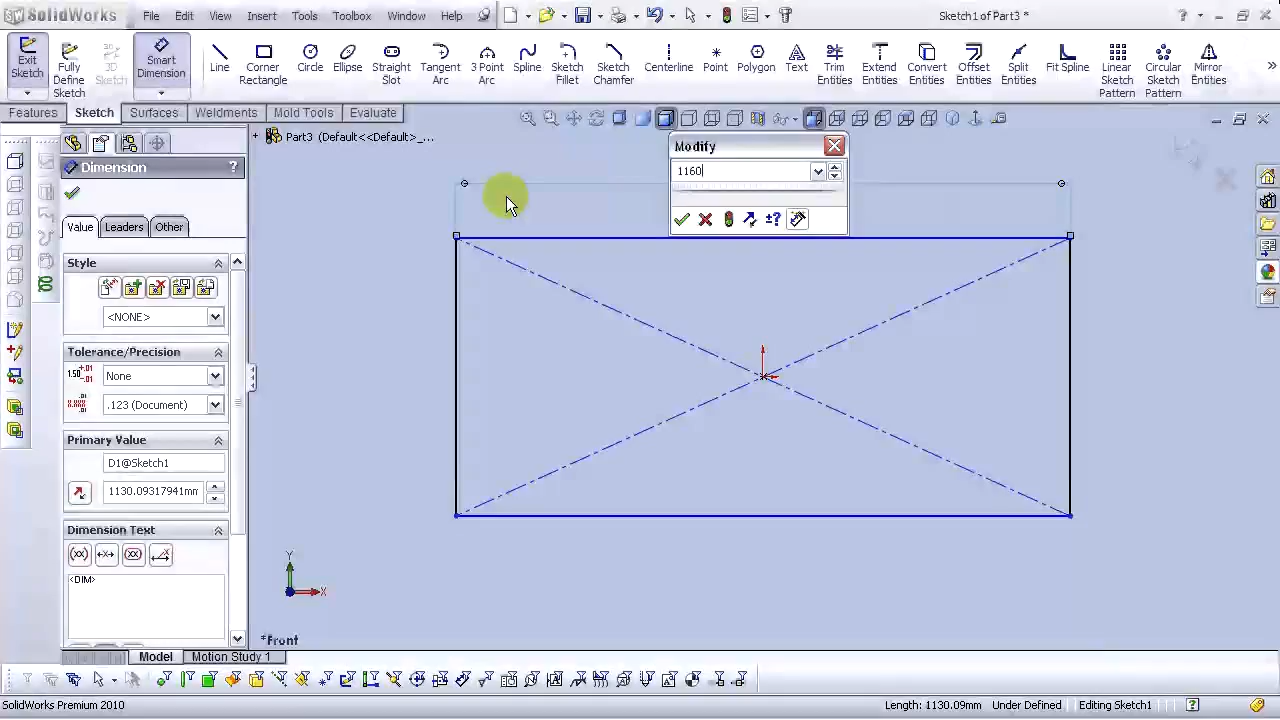 SolidWorks File Edit View Insert Tools Toolbox Window Help Sketch1 of Part3 *
Exit Sketch
Fully Define Sketch
3D Sketch
Smart Dimension
Line
Corner Rectangle
Circle
Ellipse
Straight Slot
Tangent Arc
3 Point Arc
Spline
Sketch Fillet
Sketch Chamfer
Centerline
Point
Polygon
Text
Trim Entities
Extend Entities
Convert Entities
Offset Entities
Split Entities
Fit Spline
Linear Sketch Pattern
Circular Sketch Pattern
Mirror Entities
Features Sketch Surfaces Weldments Mold Tools Evaluate
Part3 (Default<<Default>_...
Modify
1160
Dimension ?
Value Leaders Other
Style
<NONE>
Tolerance/Precision
None
.123 (Document)
Primary Value
D1@Sketch1
1130.09317941mm
Dimension Text
<DIM>
Y
X
*Front
Model Motion Study 1
SolidWorks Premium 2010 Length: 1130.09mm Under Defined Editing Sketch1